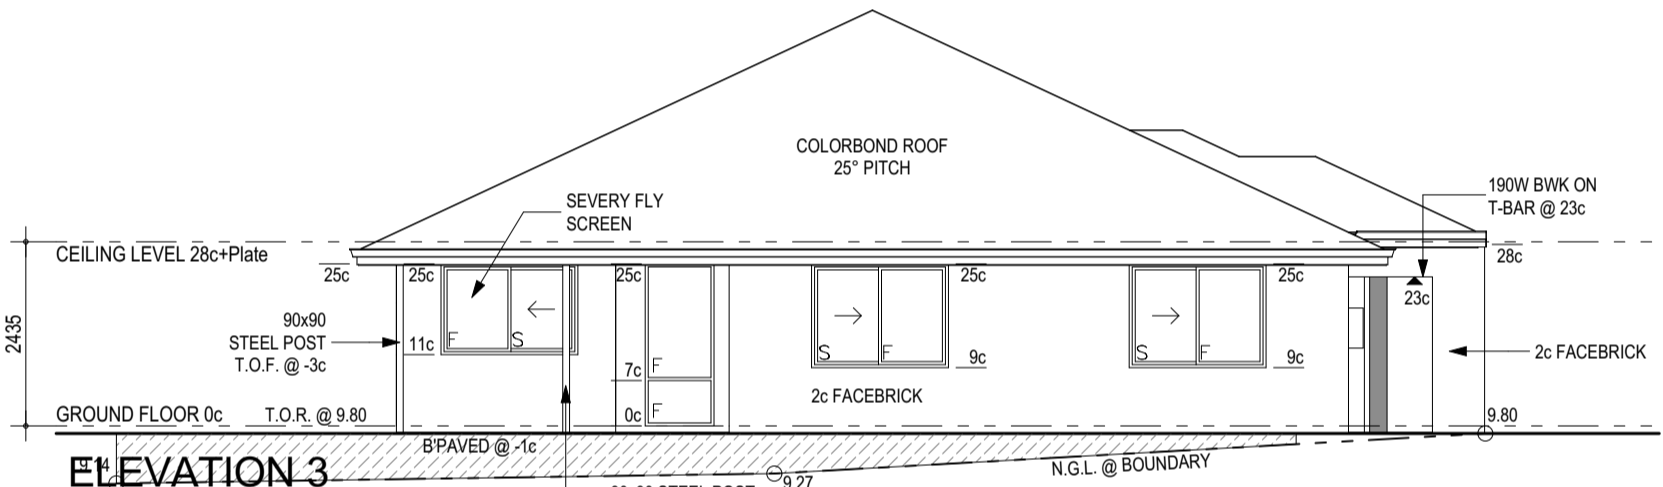 COLORBOND ROOF
25° PITCH
SEVERY FLY
SCREEN
190W BWK ON
T-BAR @ 23c
CEILING LEVEL 28c+Plate
28c
25c
25c
25c
25c
25c
23c
2435
90x90
STEEL POST
T.O.F. @ -3c
11c
F
S
7c
F
S
F
9c
S
F
9c
2c FACEBRICK
2c FACEBRICK
GROUND FLOOR 0c
T.O.R. @ 9.80
0c
F
9.80
B'PAVED @ -1c
ELEVATION 3
9.27
N.G.L. @ BOUNDARY